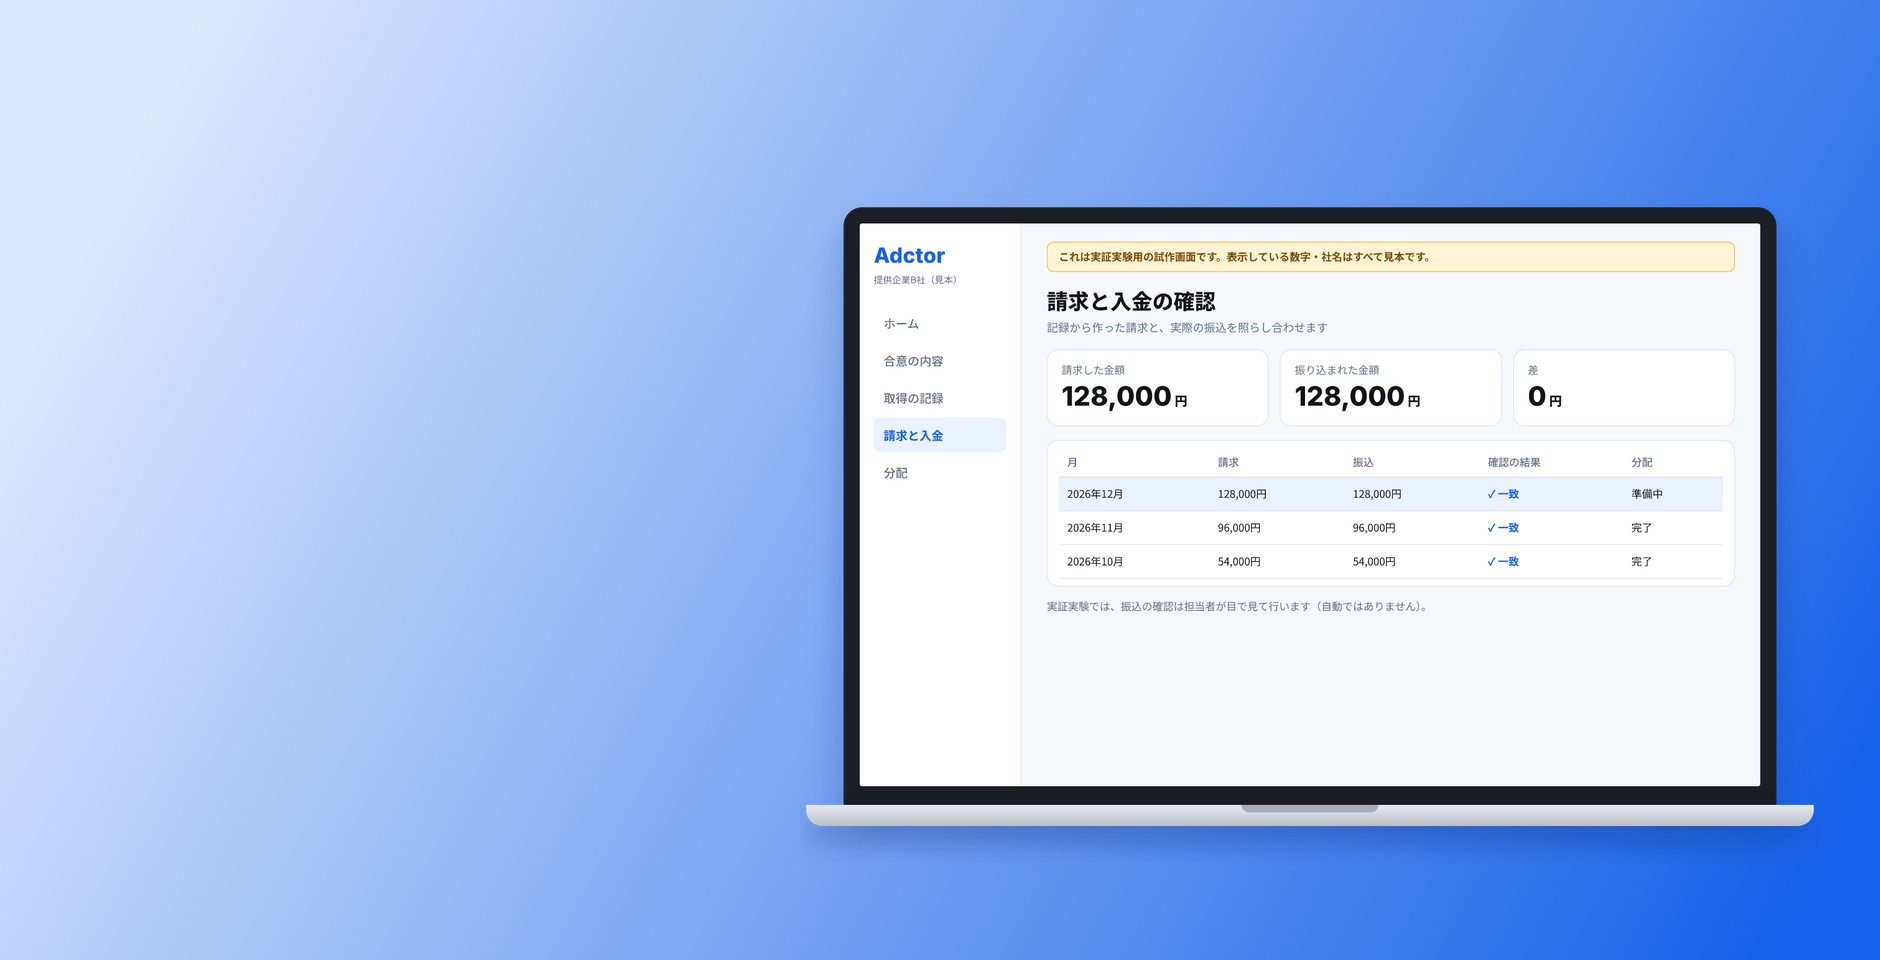 Adctor
提供企業B社（見本）
ホーム
合意の内容
取得の記録
請求と入金
分配
これは実証実験用の試作画面です。表示している数字・社名はすべて見本です。
請求と入金の確認
記録から作った請求と、実際の振込を照らし合わせます
請求した金額
128,000円
振り込まれた金額
128,000円
差
0円
月 請求 振込 確認の結果 分配
2026年12月 128,000円 128,000円 ✓一致 準備中
2026年11月 96,000円 96,000円 ✓一致 完了
2026年10月 54,000円 54,000円 ✓一致 完了
実証実験では、振込の確認は担当者が目で見て行います（自動ではありません）。